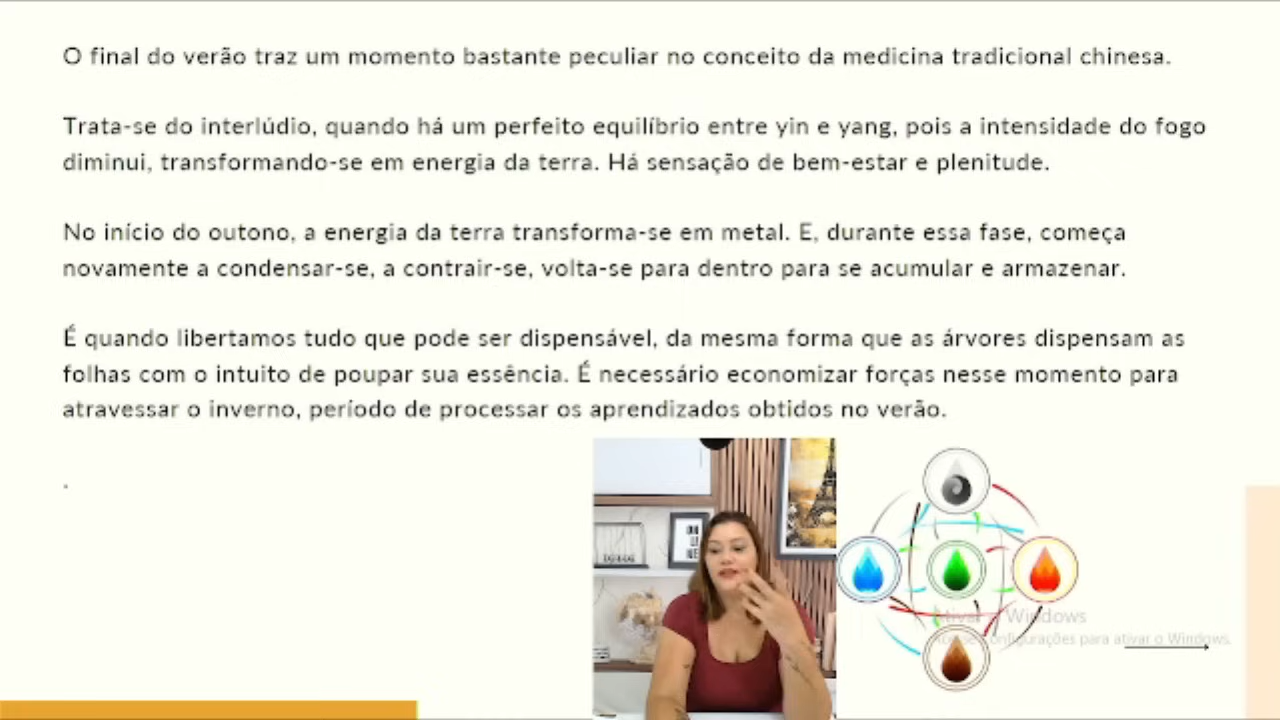 O final do verão traz um momento bastante peculiar no conceito da medicina tradicional chinesa.
Trata-se do interlúdio, quando há um perfeito equilíbrio entre yin e yang, pois a intensidade do fogo
diminui, transformando-se em energia da terra. Há sensação de bem-estar e plenitude.
No início do outono, a energia da terra transforma-se em metal. E, durante essa fase, começa
novamente a condensar-se, a contrair-se, volta-se para dentro para se acumular e armazenar.
É quando libertamos tudo que pode ser dispensável, da mesma forma que as árvores dispensam as
folhas com o intuito de poupar sua essência. É necessário economizar forças nesse momento para
atravessar o inverno, período de processar os aprendizados obtidos no verão.
.
Ativar o Windows
configurações para ativar o Windows.